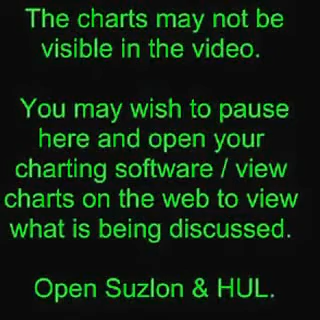 The charts may not be
visible in the video.
You may wish to pause
here and open your
charting software / view
charts on the web to view
what is being discussed.
Open Suzlon & HUL.